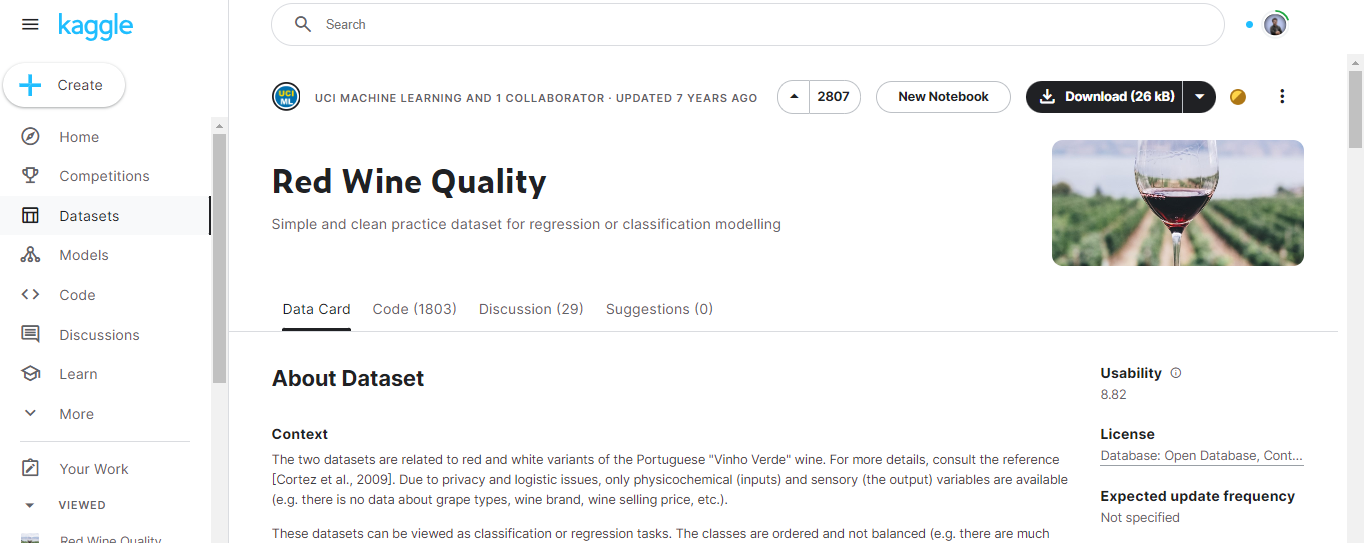 kaggle
Search
Create
Home
Competitions
Datasets
Models
Code
Discussions
Learn
More
Your Work
VIEWED
Red Wine Quality
UCI ML
UCI MACHINE LEARNING AND 1 COLLABORATOR · UPDATED 7 YEARS AGO
2807
New Notebook
Download (26 kB)
Red Wine Quality
Simple and clean practice dataset for regression or classification modelling
Data Card
Code (1803)
Discussion (29)
Suggestions (0)
About Dataset
Context
The two datasets are related to red and white variants of the Portuguese "Vinho Verde" wine. For more details, consult the reference
[Cortez et al., 2009]. Due to privacy and logistic issues, only physicochemical (inputs) and sensory (the output) variables are available
(e.g. there is no data about grape types, wine brand, wine selling price, etc.).
These datasets can be viewed as classification or regression tasks. The classes are ordered and not balanced (e.g. there are much
Usability
8.82
License
Database: Open Database, Cont...
Expected update frequency
Not specified